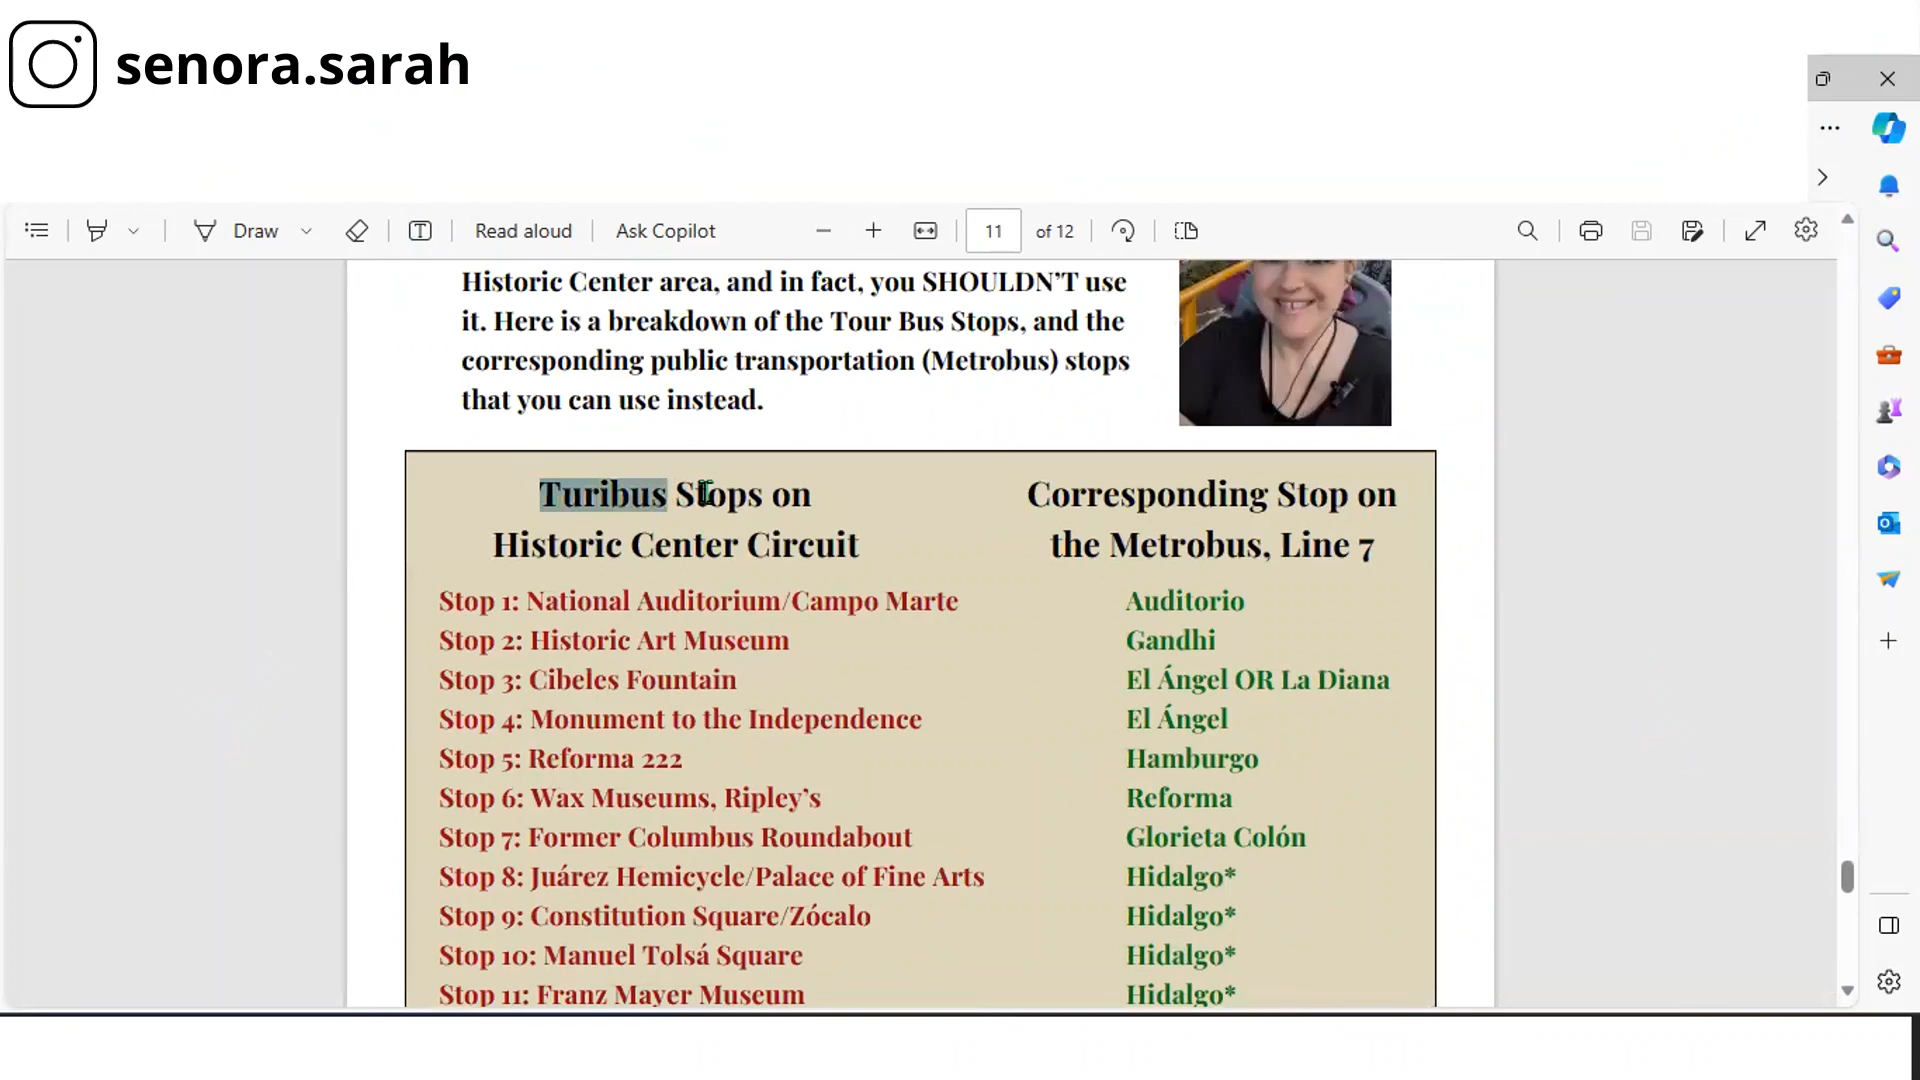 senora.sarah
Draw
Read aloud
Ask Copilot
11
of 12
Historic Center area, and in fact, you SHOULDN'T use
it. Here is a breakdown of the Tour Bus Stops, and the
corresponding public transportation (Metrobus) stops
that you can use instead.
Turibus Stops on
Historic Center Circuit
Corresponding Stop on
the Metrobus, Line 7
Stop 1: National Auditorium/Campo Marte
Auditorio
Stop 2: Historic Art Museum
Gandhi
Stop 3: Cibeles Fountain
El Ángel OR La Diana
Stop 4: Monument to the Independence
El Ángel
Stop 5: Reforma 222
Hamburgo
Stop 6: Wax Museums, Ripley's
Reforma
Stop 7: Former Columbus Roundabout
Glorieta Colón
Stop 8: Juárez Hemicycle/Palace of Fine Arts
Hidalgo*
Stop 9: Constitution Square/Zócalo
Hidalgo*
Stop 10: Manuel Tolsá Square
Hidalgo*
Stop 11: Franz Mayer Museum
Hidalgo*